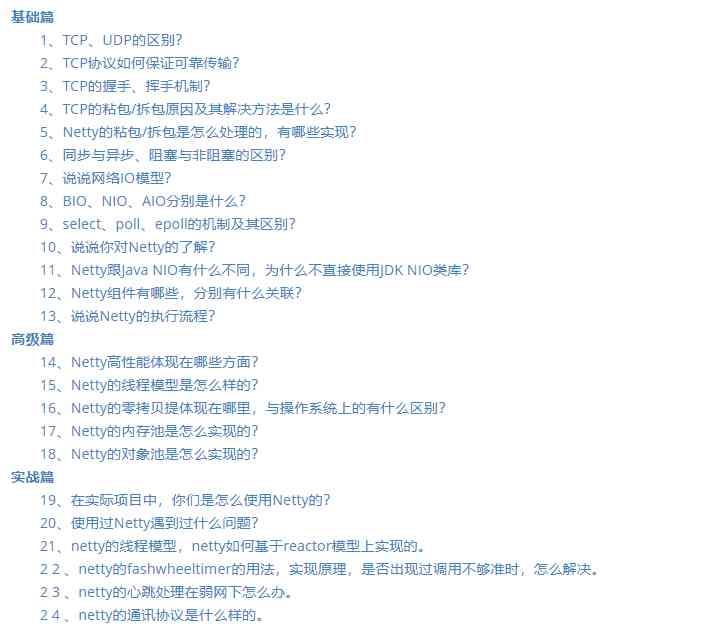 基础篇
1、TCP、UDP的区别?
2、TCP协议如何保证可靠传输?
3、TCP的握手、挥手机制?
4、TCP的粘包/拆包原因及其解决方法是什么?
5、Netty的粘包/拆包是怎么处理的，有哪些实现?
6、同步与异步、阻塞与非阻塞的区别?
7、说说网络IO模型?
8、BIO、NIO、AIO分别是什么?
9、select、poll、epoll的机制及其区别?
10、说说你对Netty的了解?
11、Netty跟Java NIO有什么不同，为什么不直接使用JDK NIO类库?
12、Netty组件有哪些，分别有什么关联?
13、说说Netty的执行流程?
高级篇
14、Netty高性能体现在哪些方面?
15、Netty的线程模型是怎么样的?
16、Netty的零拷贝提体现在哪里，与操作系统上的有什么区别?
17、Netty的内存池是怎么实现的?
18、Netty的对象池是怎么实现的?
实战篇
19、在实际项目中，你们是怎么使用Netty的?
20、使用过Netty遇到过什么问题?
21、netty的线程模型，netty如何基于reactor模型上实现的。
2 2 、netty的fashwheeltimer的用法，实现原理，是否出现过调用不够准时，怎么解决。
2 3 、netty的心跳处理在弱网下怎么办。
2 4 、netty的通讯协议是什么样的。